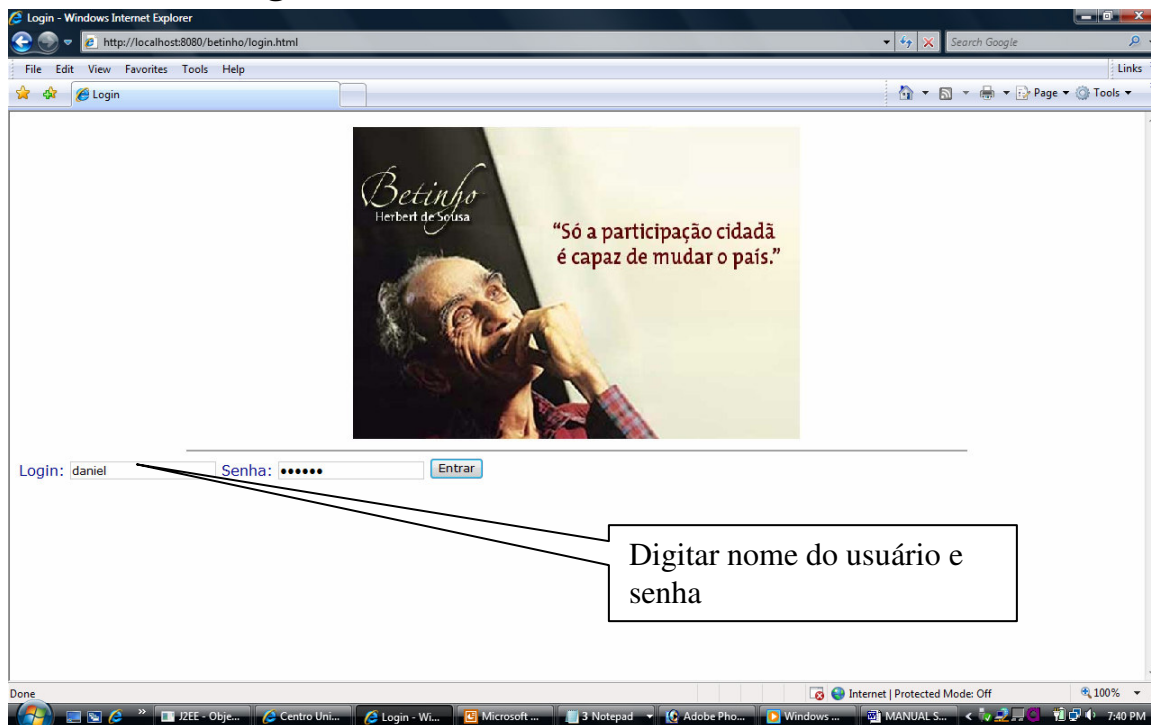 Login - Windows Internet Explorer
http://localhost:8080/betinho/login.html
Search Google
File Edit View Favorites Tools Help
Links
Login
Page Tools
Betinho
Herbert de Sousa
“Só a participação cidadã
é capaz de mudar o país.”
Login: daniel Senha: •••••• Entrar
Digitar nome do usuário e
senha
Done
Internet | Protected Mode: Off
100%
J2EE - Obje... Centro Uni... Login - Wi... Microsoft ... 3 Notepad Adobe Pho... Windows ... MANUAL S... 7:40 PM